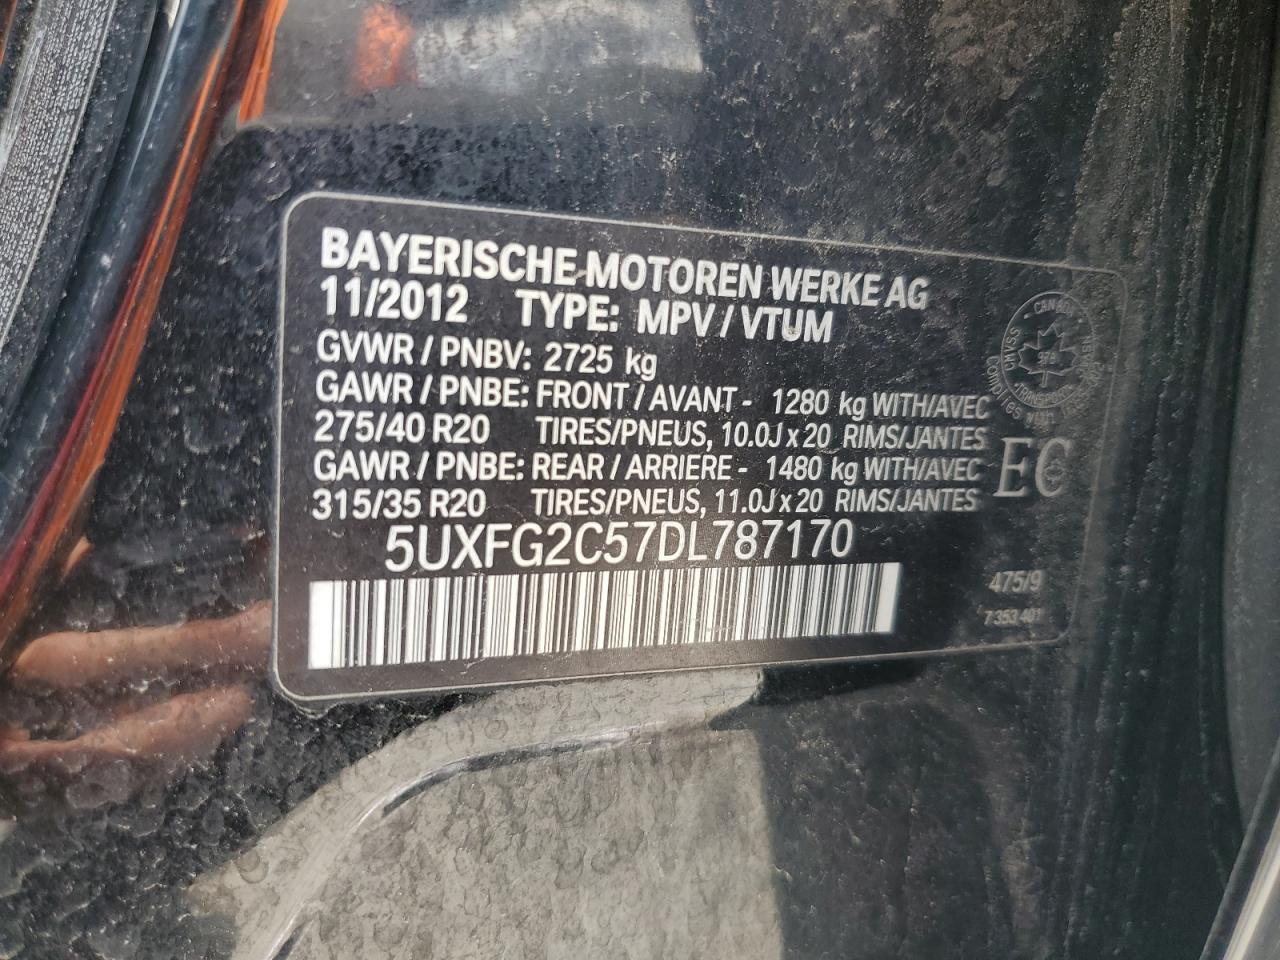 BAYERISCHE MOTOREN WERKE AG
11/2012 TYPE: MPV / VTUM
GVWR / PNBV: 2725 kg
GAWR / PNBE: FRONT / AVANT - 1280 kg WITH/AVEC
275/40 R20 TIRES/PNEUS, 10.0J x 20 RIMS/JANTES
GAWR / PNBE: REAR / ARRIERE - 1480 kg WITH/AVEC
315/35 R20 TIRES/PNEUS, 11.0J x 20 RIMS/JANTES
5UXFG2C57DL787170
EC
475/9
7 353 401